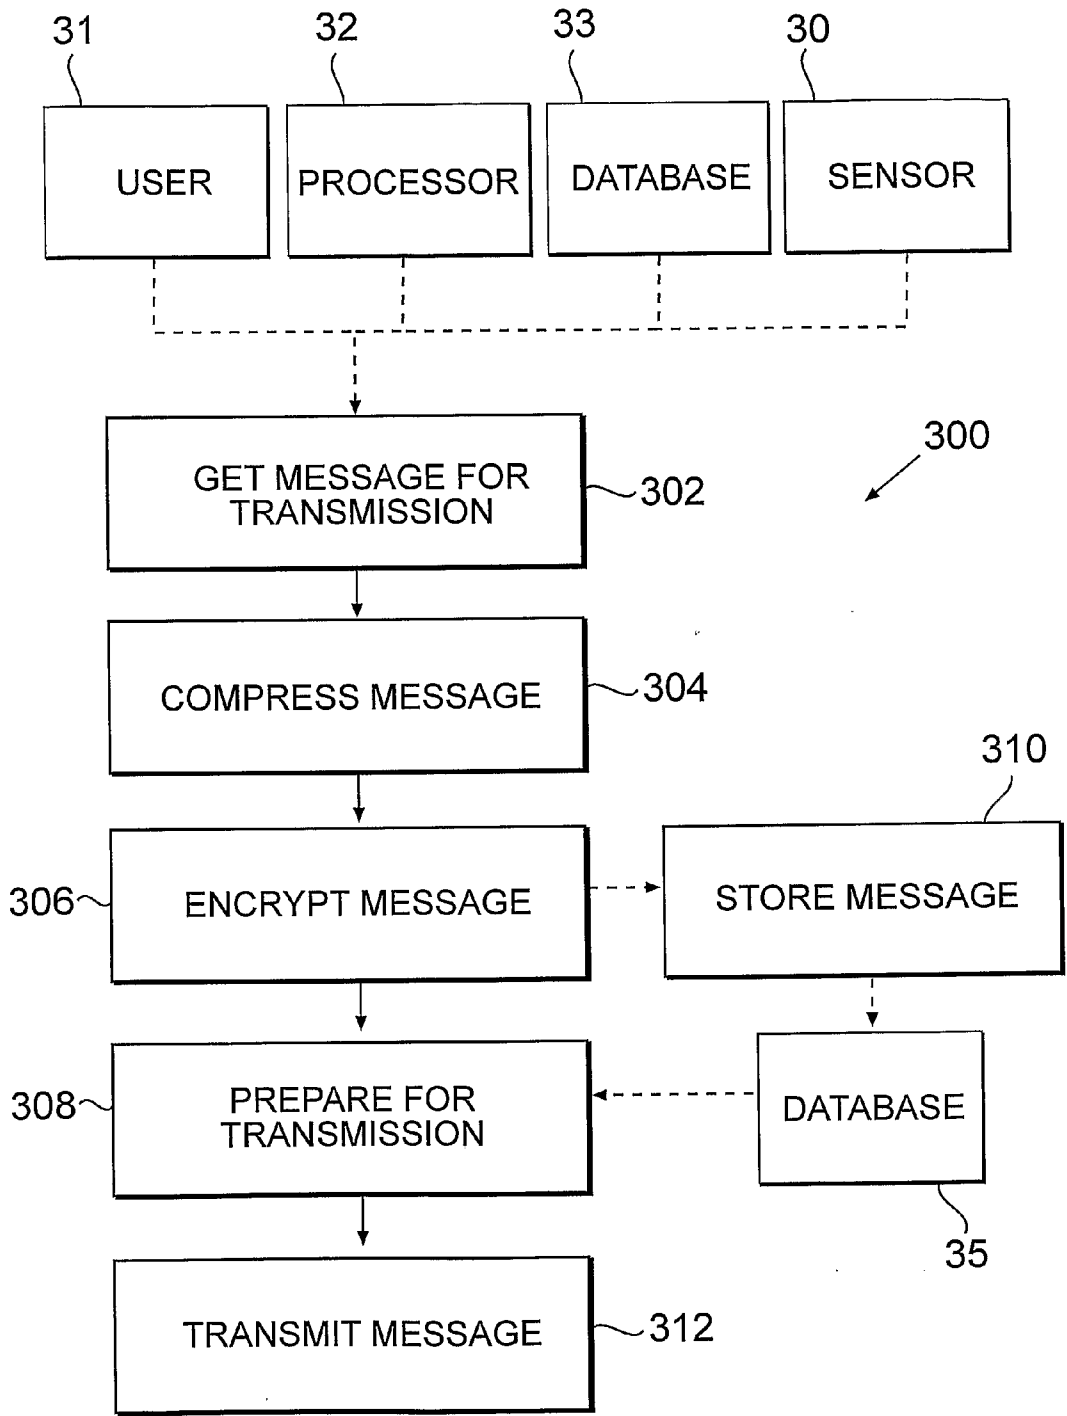 31
32
33
30
USER
PROCESSOR
DATABASE
SENSOR
300
GET MESSAGE FOR
TRANSMISSION
302
COMPRESS MESSAGE
304
310
306
ENCRYPT MESSAGE
STORE MESSAGE
308
PREPARE FOR
TRANSMISSION
DATABASE
35
TRANSMIT MESSAGE
312